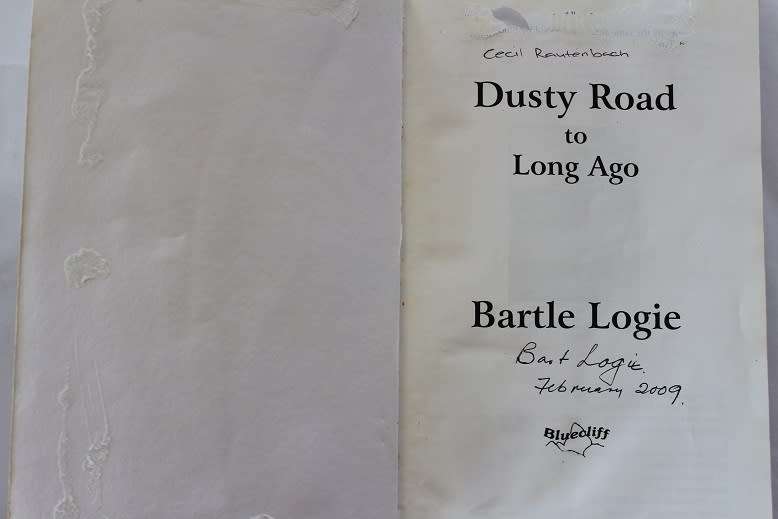 Cecil Rautenbach
Dusty Road
to
Long Ago
Bartle Logie
Bart Logie.
February 2009.
Bluecliff